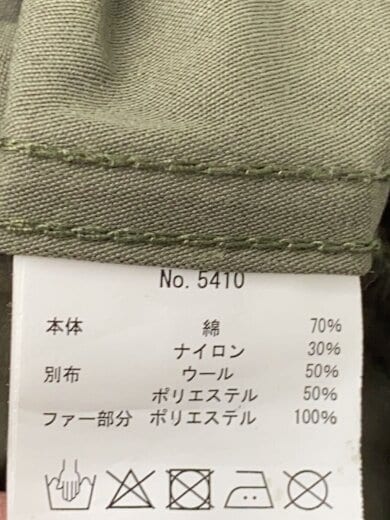 No. 5410
本体 綿 70%
ナイロン 30%
別布 ウール 50%
ポリエステル 50%
ファー部分 ポリエステル 100%